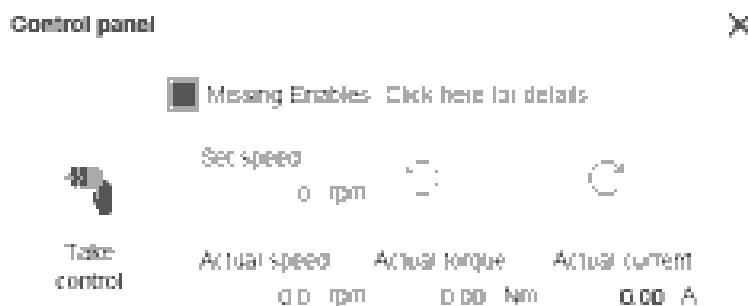 Control panel
Missing Enables Click here for details
Set speed
0 rpm
Take
control
Actual speed Actual torque Actual current
0.0 rpm 0.00 Nm 0.00 A